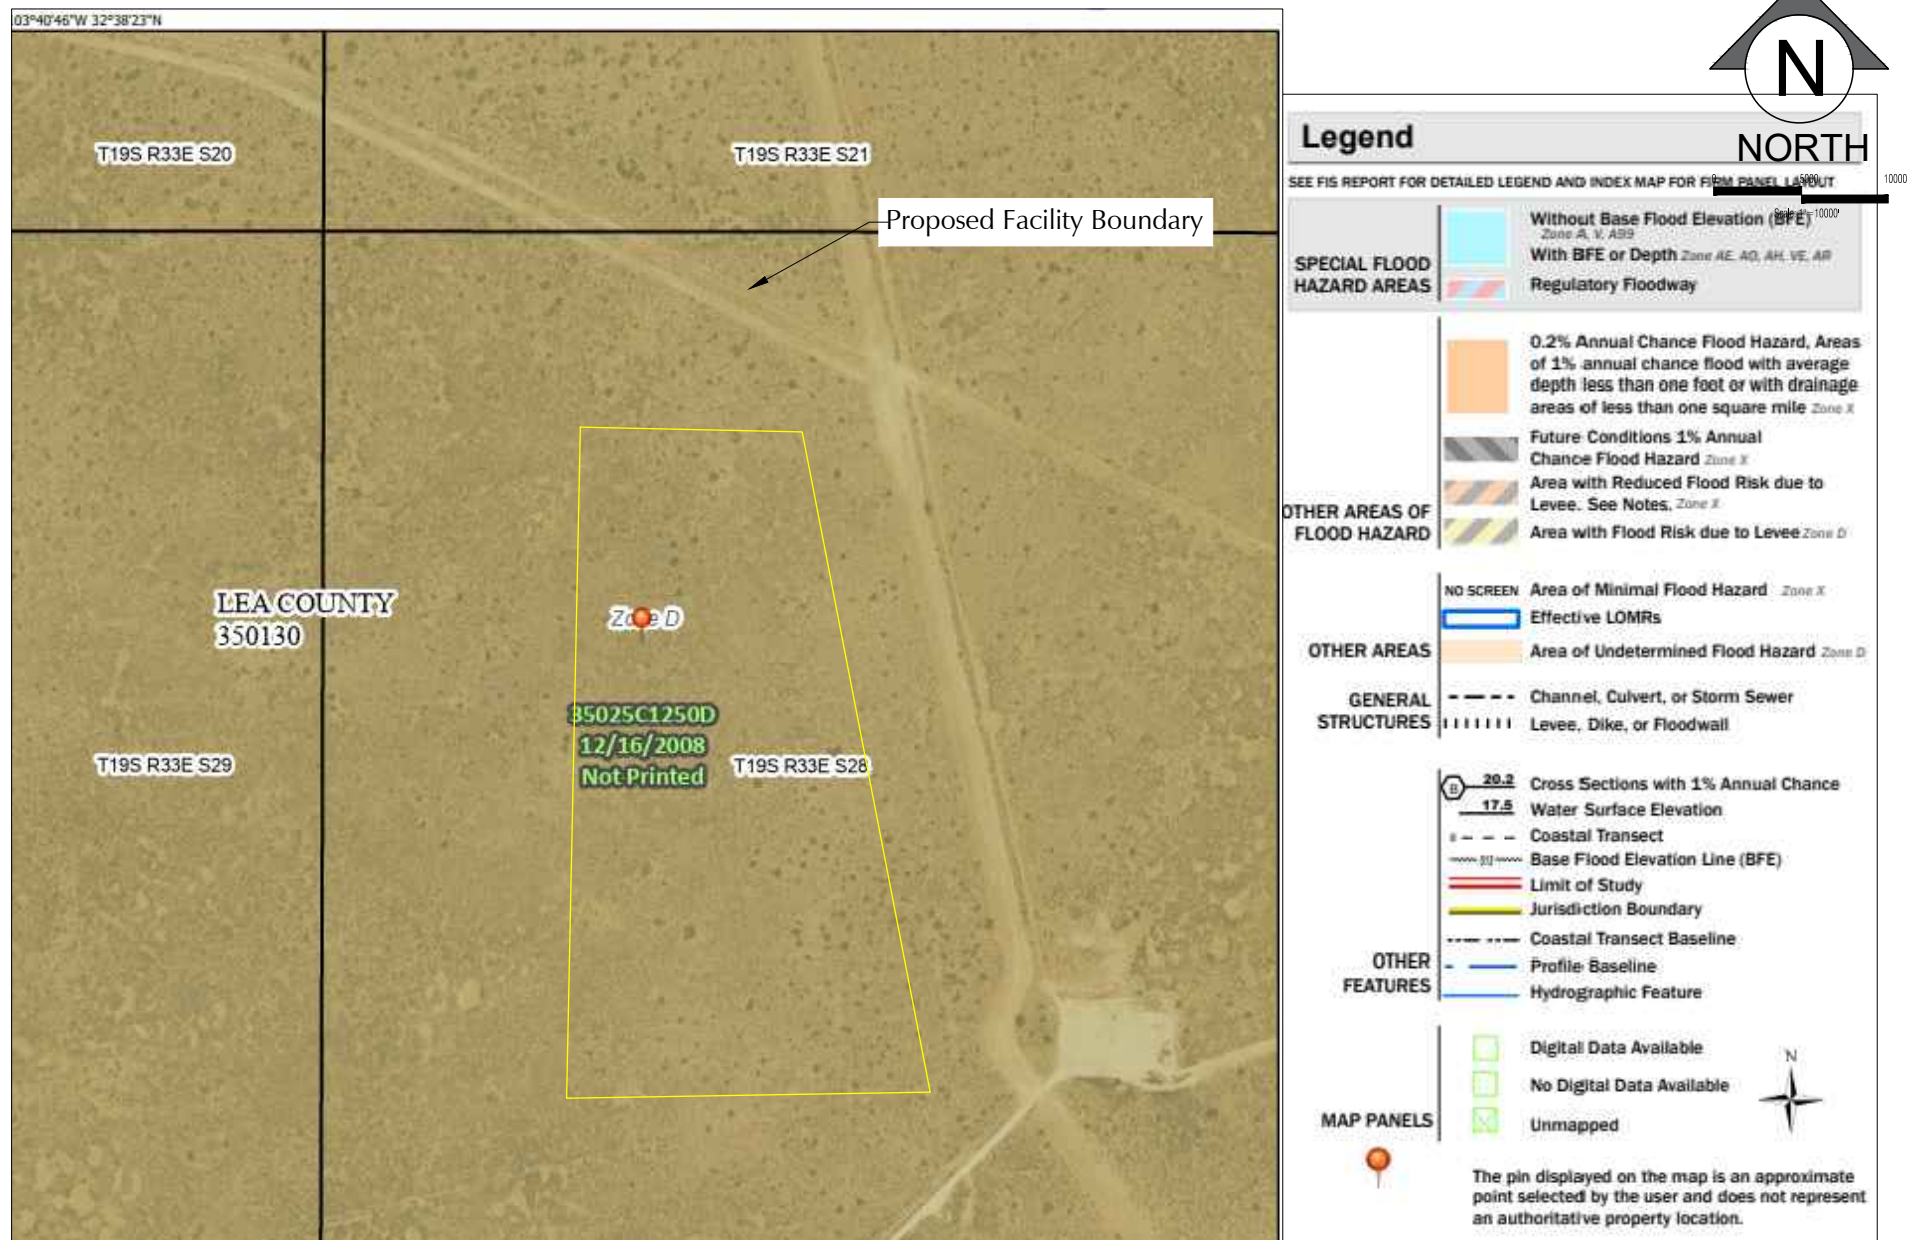 03°40'46"W 32°38'23"N
T19S R33E S20
T19S R33E S21
Proposed Facility Boundary
LEA COUNTY
350130
Zone D
35025C1250D
12/16/2008
Not Printed
T19S R33E S29
T19S R33E S28
N
NORTH
0 5000 10000
Scale: 1"=10000'
Legend
SEE FIS REPORT FOR DETAILED LEGEND AND INDEX MAP FOR FIRM PANEL LAYOUT
SPECIAL FLOOD
HAZARD AREAS
Without Base Flood Elevation (BFE)
Zone A, V, A99
With BFE or Depth Zone AE, AO, AH, VE, AR
Regulatory Floodway
OTHER AREAS OF
FLOOD HAZARD
0.2% Annual Chance Flood Hazard, Areas
of 1% annual chance flood with average
depth less than one foot or with drainage
areas of less than one square mile Zone X
Future Conditions 1% Annual
Chance Flood Hazard Zone X
Area with Reduced Flood Risk due to
Levee. See Notes. Zone X
Area with Flood Risk due to Levee Zone D
OTHER AREAS
NO SCREEN Area of Minimal Flood Hazard Zone X
Effective LOMRs
Area of Undetermined Flood Hazard Zone D
GENERAL
STRUCTURES
Channel, Culvert, or Storm Sewer
Levee, Dike, or Floodwall
OTHER
FEATURES
B 20.2 Cross Sections with 1% Annual Chance
17.5 Water Surface Elevation
8 Coastal Transect
513 Base Flood Elevation Line (BFE)
Limit of Study
Jurisdiction Boundary
Coastal Transect Baseline
Profile Baseline
Hydrographic Feature
MAP PANELS
Digital Data Available
No Digital Data Available
Unmapped
N
The pin displayed on the map is an approximate
point selected by the user and does not represent
an authoritative property location.